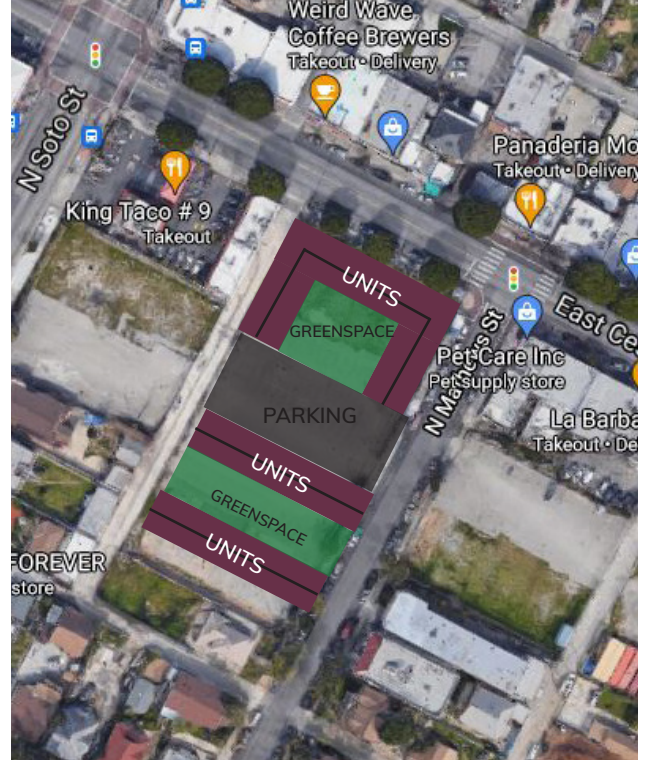 Weird Wave
Coffee Brewers
Takeout • Delivery
N Soto St
Panaderia Mo
Takeout • Delivery
King Taco # 9
Takeout
UNITS
GREENSPACE
East Ce
Pet Care Inc
Pet supply store
N Mathews St
PARKING
La Barba
Takeout • De
UNITS
GREENSPACE
UNITS
FOREVER
store